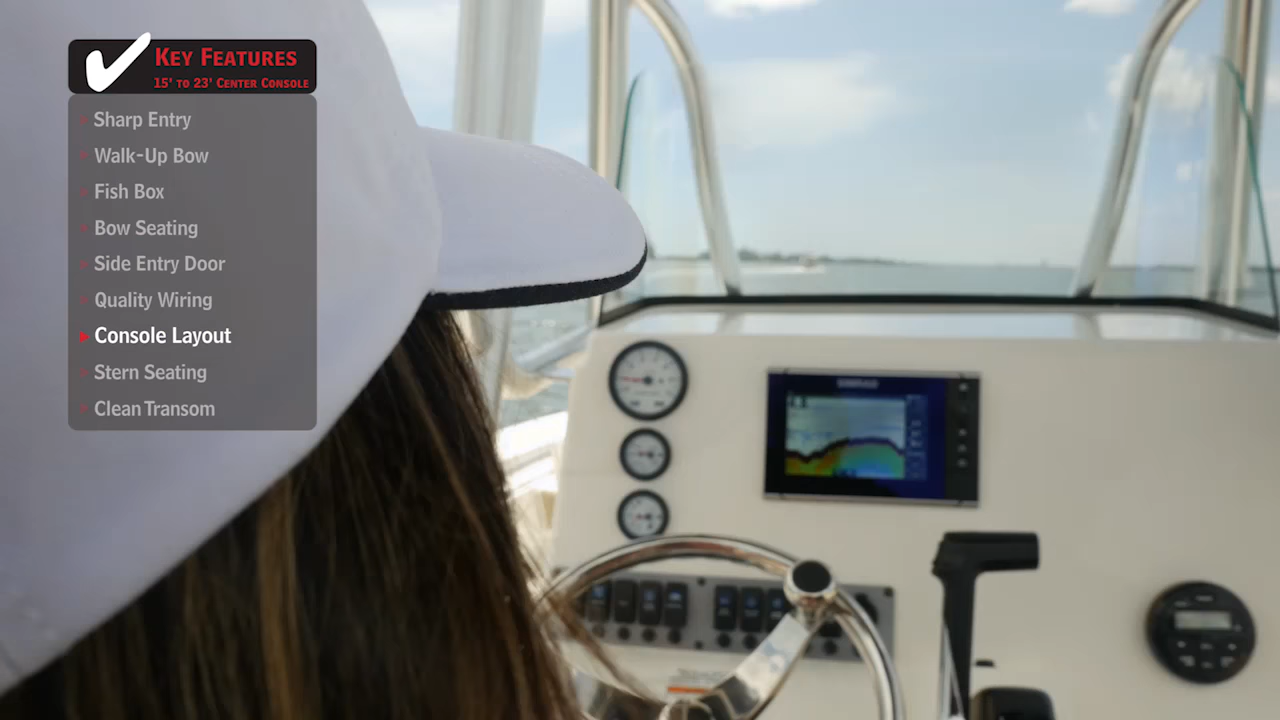 Key Features
15' to 23' Center Console
Sharp Entry
Walk-Up Bow
Fish Box
Bow Seating
Side Entry Door
Quality Wiring
Console Layout
Stern Seating
Clean Transom
SIMRAD